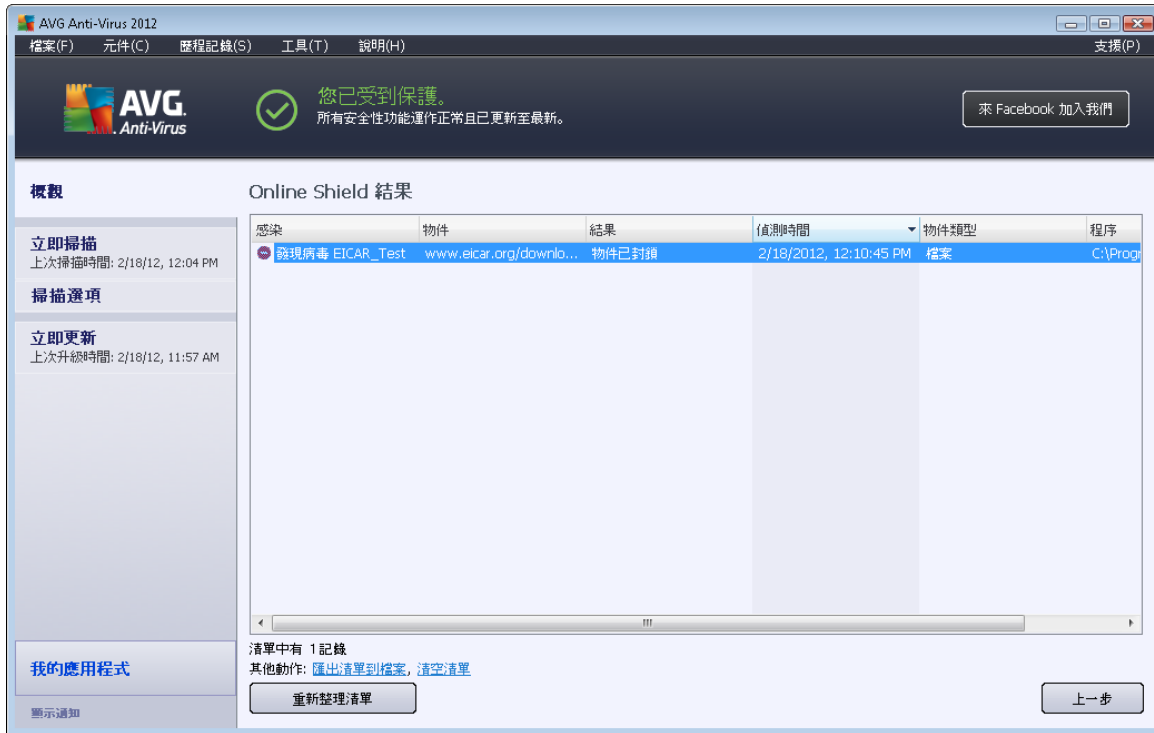 AVG Anti-Virus 2012
檔案(F) 元件(C) 歷程記錄(S) 工具(T) 說明(H) 支援(P)
AVG.
Anti-Virus
您已受到保護。
所有安全性功能運作正常且已更新至最新。
來 Facebook 加入我們
概觀
立即掃描
上次掃描時間: 2/18/12, 12:04 PM
掃描選項
立即更新
上次升級時間: 2/18/12, 11:57 AM
我的應用程式
顯示通知
Online Shield 結果
感染 物件 結果 偵測時間 物件類型 程序
發現病毒 EICAR_Test www.eicar.org/downlo... 物件已封鎖 2/18/2012, 12:10:45 PM 檔案 C:\Progr
清單中有 1記錄
其他動作: 匯出清單到檔案, 清空清單
重新整理清單 上一步